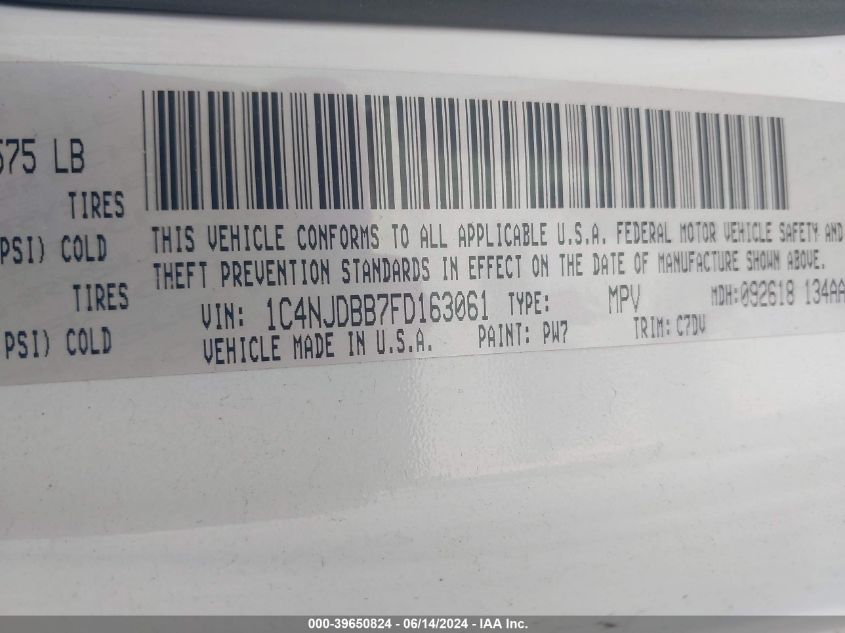 575 LB
TIRES
PSI) COLD
TIRES
PSI) COLD
THIS VEHICLE CONFORMS TO ALL APPLICABLE U.S.A. FEDERAL MOTOR VEHICLE SAFETY AND
THEFT PREVENTION STANDARDS IN EFFECT ON THE DATE OF MANUFACTURE SHOWN ABOVE.
VIN: 1C4NJDBB7FD163061 TYPE: MPV MDH:092618 134AA
VEHICLE MADE IN U.S.A. PAINT: PW7 TRIM: C7DV
000-39650824 - 06/14/2024 - IAA Inc.